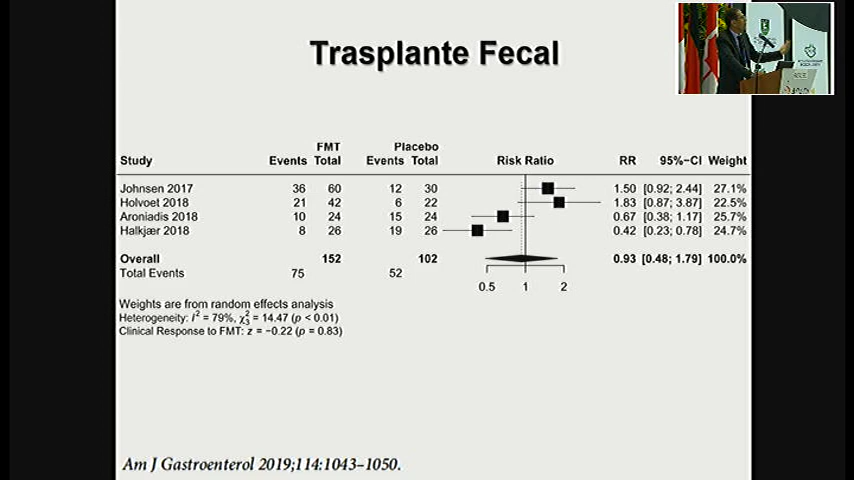 Trasplante Fecal
FMT Placebo
Study Events Total Events Total Risk Ratio RR 95%−CI Weight
Johnsen 2017 36 60 12 30 1.50 [0.92; 2.44] 27.1%
Holvoet 2018 21 42 6 22 1.83 [0.87; 3.87] 22.5%
Aroniadis 2018 10 24 15 24 0.67 [0.38; 1.17] 25.7%
Halkjær 2018 8 26 19 26 0.42 [0.23; 0.78] 24.7%
Overall 152 102 0.93 [0.48; 1.79] 100.0%
Total Events 75 52
0.5 1 2
Weights are from random effects analysis
Heterogeneity: I² = 79%, χ²₃ = 14.47 (p < 0.01)
Clinical Response to FMT: z = −0.22 (p = 0.83)
Am J Gastroenterol 2019;114:1043–1050.